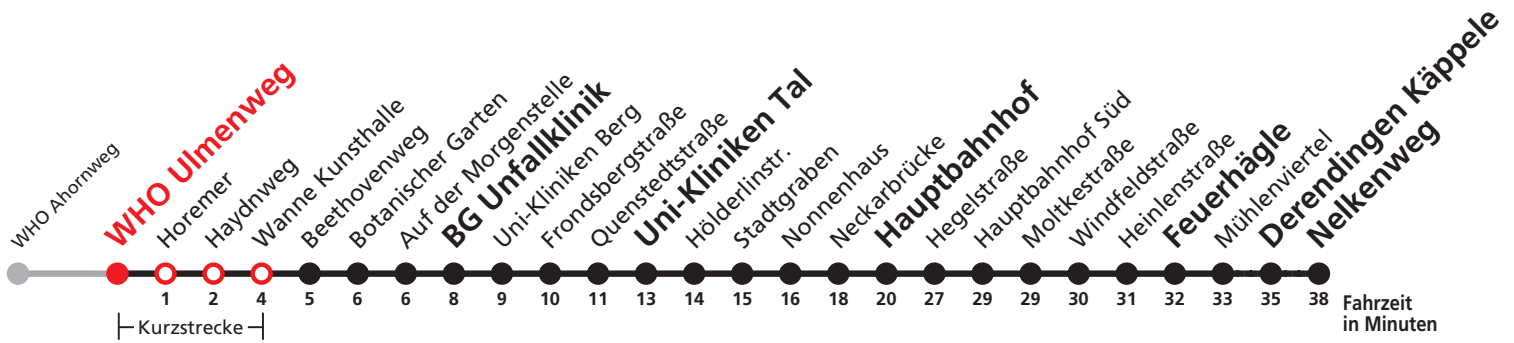 WHO Ahornweg
WHO Ulmenweg
Horemer
Haydnweg
Wanne Kunsthalle
Beethovenweg
Botanischer Garten
Auf der Morgenstelle
BG Unfallklinik
Uni-Kliniken Berg
Frondsbergstraße
Quenstedtstraße
Uni-Kliniken Tal
Hölderlinstr.
Stadtgraben
Nonnenhaus
Neckarbrücke
Hauptbahnhof
Hegelstraße
Hauptbahnhof Süd
Moltkestraße
Windfeldstraße
Heinlenstraße
Feuerhägle
Mühlenviertel
Derendingen Käppele
Nelkenweg
1 2 4 5 6 6 8 9 10 11 13 14 15 16 18 20 27 29 29 30 31 32 33 35 38
Fahrzeit
in Minuten
Kurzstrecke